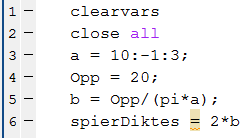 1 – clearvars
2 – close all
3 – a = 10:-1:3;
4 – Opp = 20;
5 – b = Opp/(pi*a);
6 – spierDiktes = 2*b